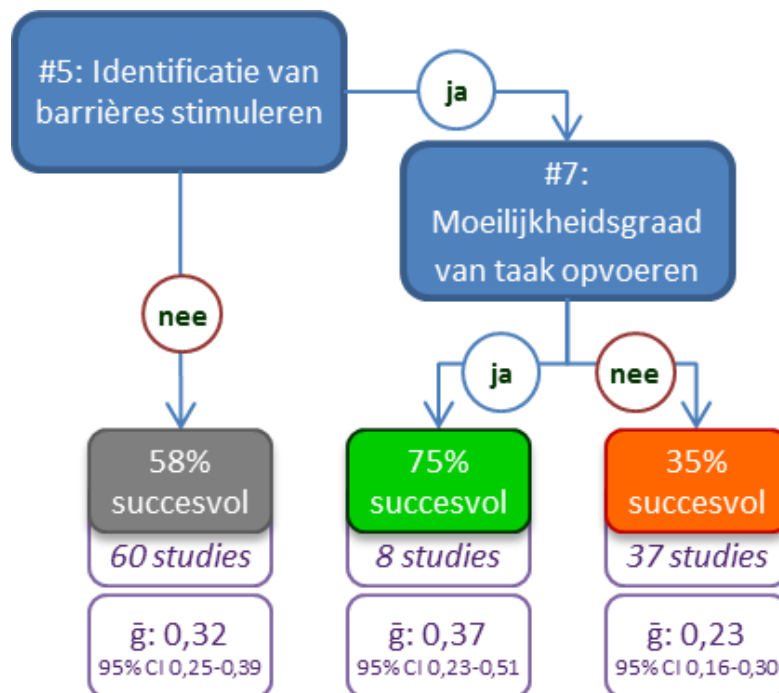 #5: Identificatie van
barrières stimuleren
ja
#7:
Moeilijkheidsgraad
van taak opvoeren
nee
ja
nee
58%
succesvol
60 studies
ḡ: 0,32
95% CI 0,25-0,39
75%
succesvol
8 studies
ḡ: 0,37
95% CI 0,23-0,51
35%
succesvol
37 studies
ḡ: 0,23
95% CI 0,16-0,30